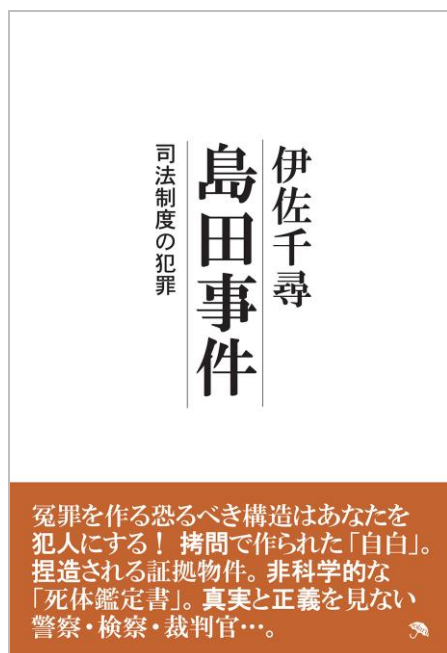 伊佐千尋
島田事件
司法制度の犯罪
冤罪を作る恐るべき構造はあなたを
犯人にする！ 拷問で作られた「自白」。
捏造される証拠物件。非科学的な
「死体鑑定書」。真実と正義を見ない
警察・検察・裁判官…。